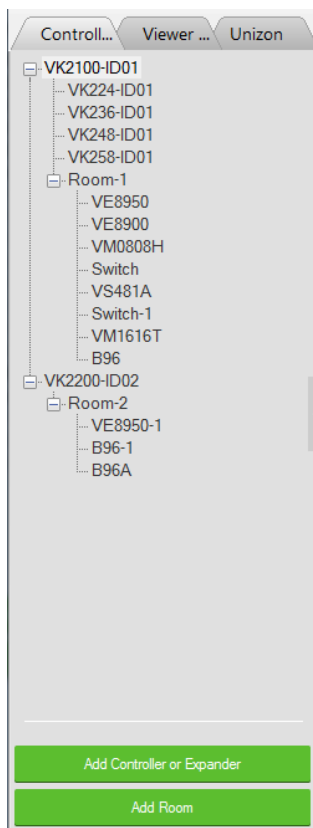 Controll... Viewer ... Unizon
VK2100-ID01
VK224-ID01
VK236-ID01
VK248-ID01
VK258-ID01
Room-1
VE8950
VE8900
VM0808H
Switch
VS481A
Switch-1
VM1616T
B96
VK2200-ID02
Room-2
VE8950-1
B96-1
B96A
Add Controller or Expander
Add Room